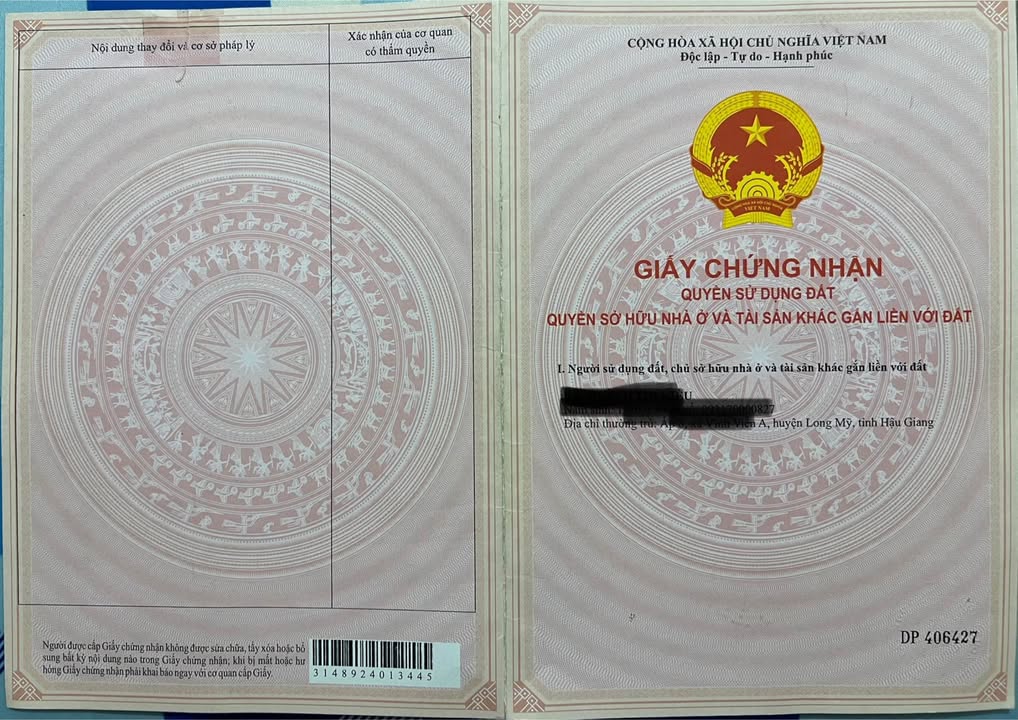 Nội dung thay đổi và cơ sở pháp lý
Xác nhận của cơ quan
có thẩm quyền
Người được cấp Giấy chứng nhận không được sửa chữa, tẩy xóa hoặc bổ
sung bất kỳ nội dung nào trong Giấy chứng nhận; khi bị mất hoặc hư
hỏng Giấy chứng nhận phải khai báo ngay với cơ quan cấp Giấy.
3148924013445
CỘNG HÒA XÃ HỘI CHỦ NGHĨA VIỆT NAM
Độc lập - Tự do - Hạnh phúc
VIỆT NAM
GIẤY CHỨNG NHẬN
QUYỀN SỬ DỤNG ĐẤT
QUYỀN SỞ HỮU NHÀ Ở VÀ TÀI SẢN KHÁC GẮN LIỀN VỚI ĐẤT
I. Người sử dụng đất, chủ sở hữu nhà ở và tài sản khác gắn liền với đất
Địa chỉ thường trú: A, huyện Long Mỹ, tỉnh Hậu Giang
DP 406427